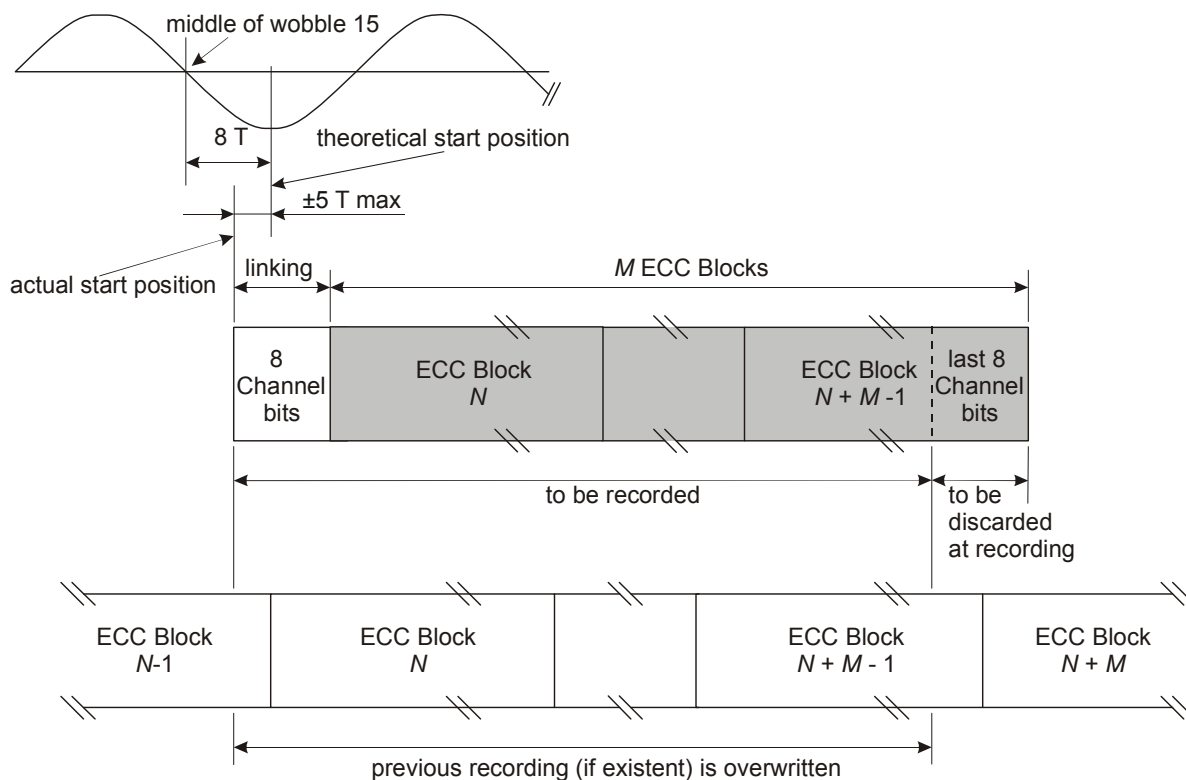 middle of wobble 15
8 T
theoretical start position
±5 T max
actual start position
linking
M ECC Blocks
8
Channel
bits
ECC Block
N
ECC Block
N + M -1
last 8
Channel
bits
to be recorded
to be
discarded
at recording
ECC Block
N-1
ECC Block
N
ECC Block
N + M - 1
ECC Block
N + M
previous recording (if existent) is overwritten